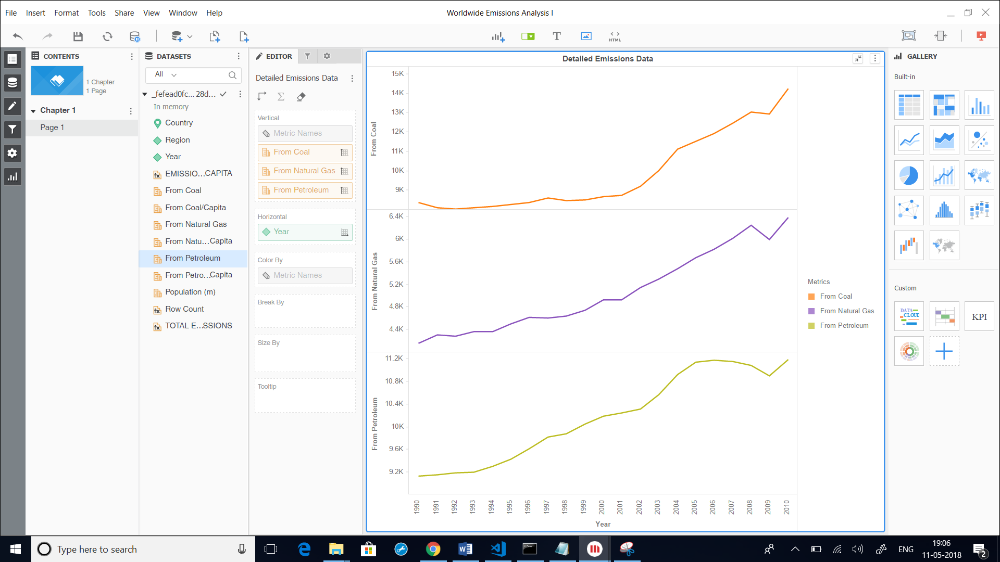 File Insert Format Tools Share View Window Help
Worldwide Emissions Analysis I
HTML
CONTENTS
1 Chapter
1 Page
Chapter 1
Page 1
DATASETS
All
_fefead0fc... 28d...
In memory
Country
Region
Year
EMISSIO...CAPITA
From Coal
From Coal/Capita
From Natural Gas
From Natu...Capita
From Petroleum
From Petro...Capita
Population (m)
Row Count
TOTAL E...SSIONS
EDITOR
Detailed Emissions Data
Vertical
Metric Names
From Coal
From Natural Gas
From Petroleum
Horizontal
Year
Color By
Metric Names
Break By
Size By
Tooltip
Detailed Emissions Data
From Coal
15K
14K
13K
12K
11K
10K
9K
From Natural Gas
6.4K
6K
5.6K
5.2K
4.8K
4.4K
From Petroleum
11.2K
10.8K
10.4K
10K
9.6K
9.2K
1990 1991 1992 1993 1994 1995 1996 1997 1998 1999 2000 2001 2002 2003 2004 2005 2006 2007 2008 2009 2010
Year
Metrics
From Coal
From Natural Gas
From Petroleum
GALLERY
Built-in
Custom
DATA
CLOUD
KPI
Type here to search
ENG
19:06
11-05-2018
2